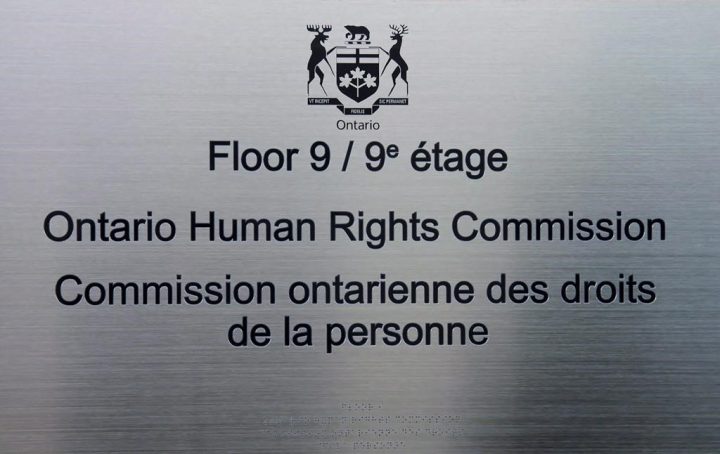 VT INCEPIT
SIC PERMANET
FIDELIS
Ontario
Floor 9 / 9e étage
Ontario Human Rights Commission
Commission ontarienne des droits
de la personne